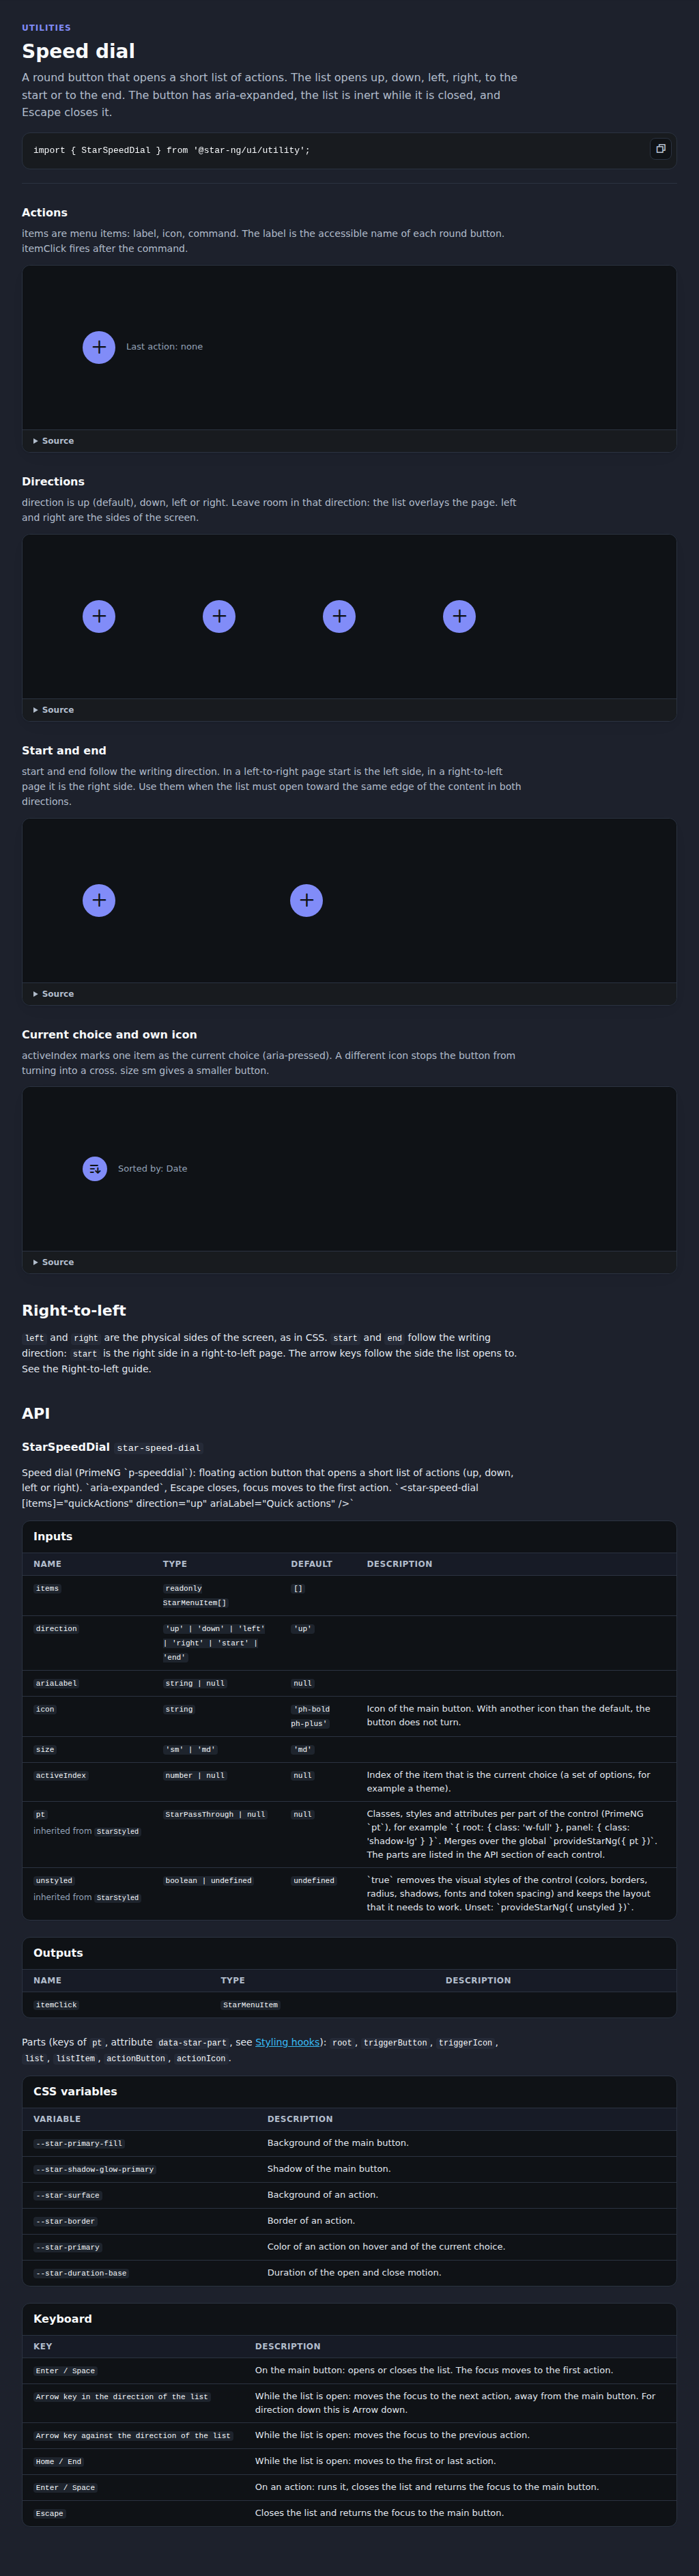 UTILITIES
Speed dial
A round button that opens a short list of actions. The list opens up, down, left, right, to the
start or to the end. The button has aria-expanded, the list is inert while it is closed, and
Escape closes it.
import { StarSpeedDial } from '@star-ng/ui/utility';
Actions
items are menu items: label, icon, command. The label is the accessible name of each round button.
itemClick fires after the command.
Last action: none
Source
Directions
direction is up (default), down, left or right. Leave room in that direction: the list overlays the page. left
and right are the sides of the screen.
Source
Start and end
start and end follow the writing direction. In a left-to-right page start is the left side, in a right-to-left
page it is the right side. Use them when the list must open toward the same edge of the content in both
directions.
Source
Current choice and own icon
activeIndex marks one item as the current choice (aria-pressed). A different icon stops the button from
turning into a cross. size sm gives a smaller button.
Sorted by: Date
Source
Right-to-left
left and right are the physical sides of the screen, as in CSS. start and end follow the writing
direction: start is the right side in a right-to-left page. The arrow keys follow the side the list opens to.
See the Right-to-left guide.
API
StarSpeedDial star-speed-dial
Speed dial (PrimeNG `p-speeddial`): floating action button that opens a short list of actions (up, down,
left or right). `aria-expanded`, Escape closes, focus moves to the first action. `<star-speed-dial
[items]="quickActions" direction="up" ariaLabel="Quick actions" />`
Inputs
NAME TYPE DEFAULT DESCRIPTION
items readonly StarMenuItem[] []
direction 'up' | 'down' | 'left' | 'right' | 'start' | 'end' 'up'
ariaLabel string | null null
icon string 'ph-bold ph-plus' Icon of the main button. With another icon than the default, the
button does not turn.
size 'sm' | 'md' 'md'
activeIndex number | null null Index of the item that is the current choice (a set of options, for
example a theme).
pt StarPassThrough | null null Classes, styles and attributes per part of the control (PrimeNG
inherited from StarStyled `pt`), for example `{ root: { class: 'w-full' }, panel: { class:
'shadow-lg' } }`. Merges over the global `provideStarNg({ pt })`.
The parts are listed in the API section of each control.
unstyled boolean | undefined undefined `true` removes the visual styles of the control (colors, borders,
inherited from StarStyled radius, shadows, fonts and token spacing) and keeps the layout
that it needs to work. Unset: `provideStarNg({ unstyled })`.
Outputs
NAME TYPE DESCRIPTION
itemClick StarMenuItem
Parts (keys of pt, attribute data-star-part, see Styling hooks): root, triggerButton, triggerIcon,
list, listItem, actionButton, actionIcon.
CSS variables
VARIABLE DESCRIPTION
--star-primary-fill Background of the main button.
--star-shadow-glow-primary Shadow of the main button.
--star-surface Background of an action.
--star-border Border of an action.
--star-primary Color of an action on hover and of the current choice.
--star-duration-base Duration of the open and close motion.
Keyboard
KEY DESCRIPTION
Enter / Space On the main button: opens or closes the list. The focus moves to the first action.
Arrow key in the direction of the list While the list is open: moves the focus to the next action, away from the main button. For
direction down this is Arrow down.
Arrow key against the direction of the list While the list is open: moves the focus to the previous action.
Home / End While the list is open: moves to the first or last action.
Enter / Space On an action: runs it, closes the list and returns the focus to the main button.
Escape Closes the list and returns the focus to the main button.